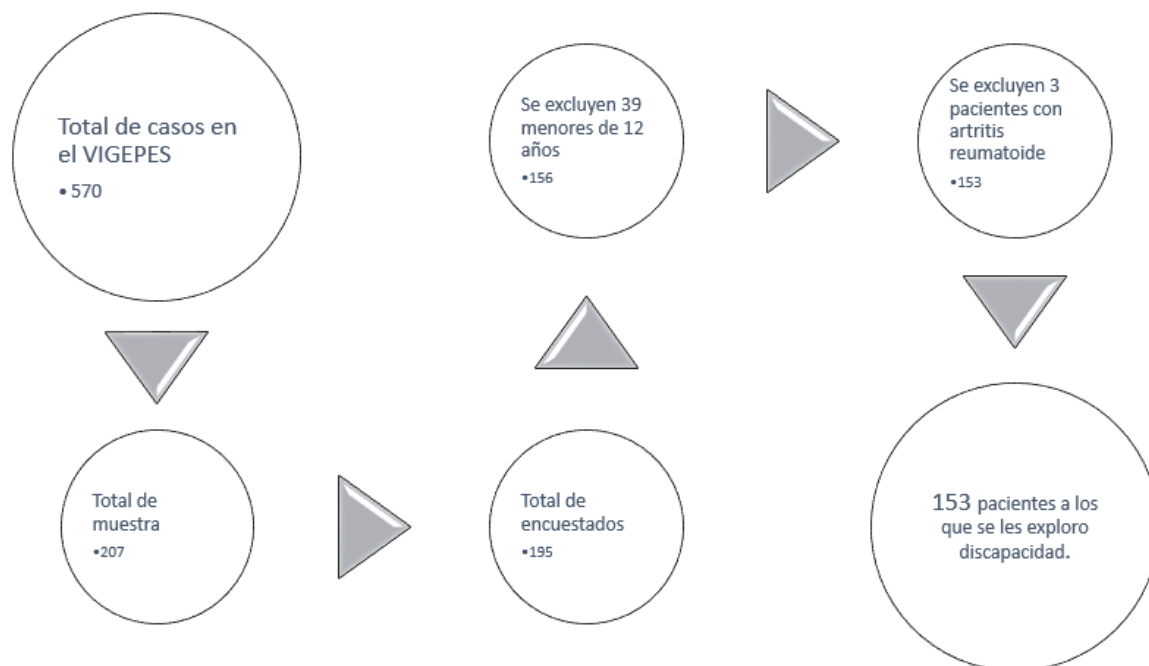 Total de casos en
el VIGEPES
• 570
Total de
muestra
•207
Total de
encuestados
•195
Se excluyen 39
menores de 12
años
•156
Se excluyen 3
pacientes con
artritis
reumatoide
•153
153 pacientes a los
que se les exploro
discapacidad.